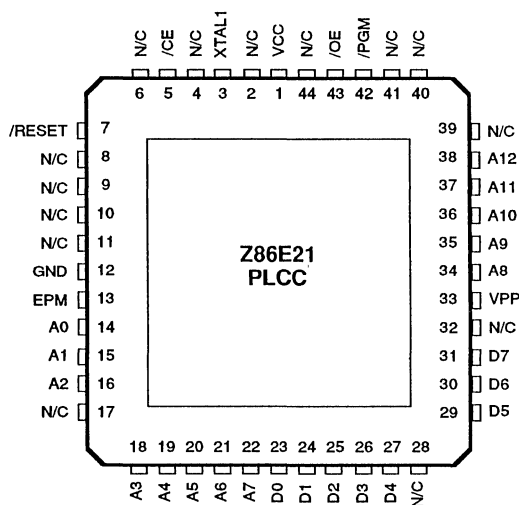 N/C /CE N/C XTAL1 N/C VCC N/C /OE /PGM N/C N/C
6 5 4 3 2 1 44 43 42 41 40
/RESET 7
N/C 8
N/C 9
N/C 10
N/C 11
GND 12
EPM 13
A0 14
A1 15
A2 16
N/C 17
Z86E21
PLCC
39 N/C
38 A12
37 A11
36 A10
35 A9
34 A8
33 VPP
32 N/C
31 D7
30 D6
29 D5
18 19 20 21 22 23 24 25 26 27 28
A3 A4 A5 A6 A7 D0 D1 D2 D3 D4 N/C